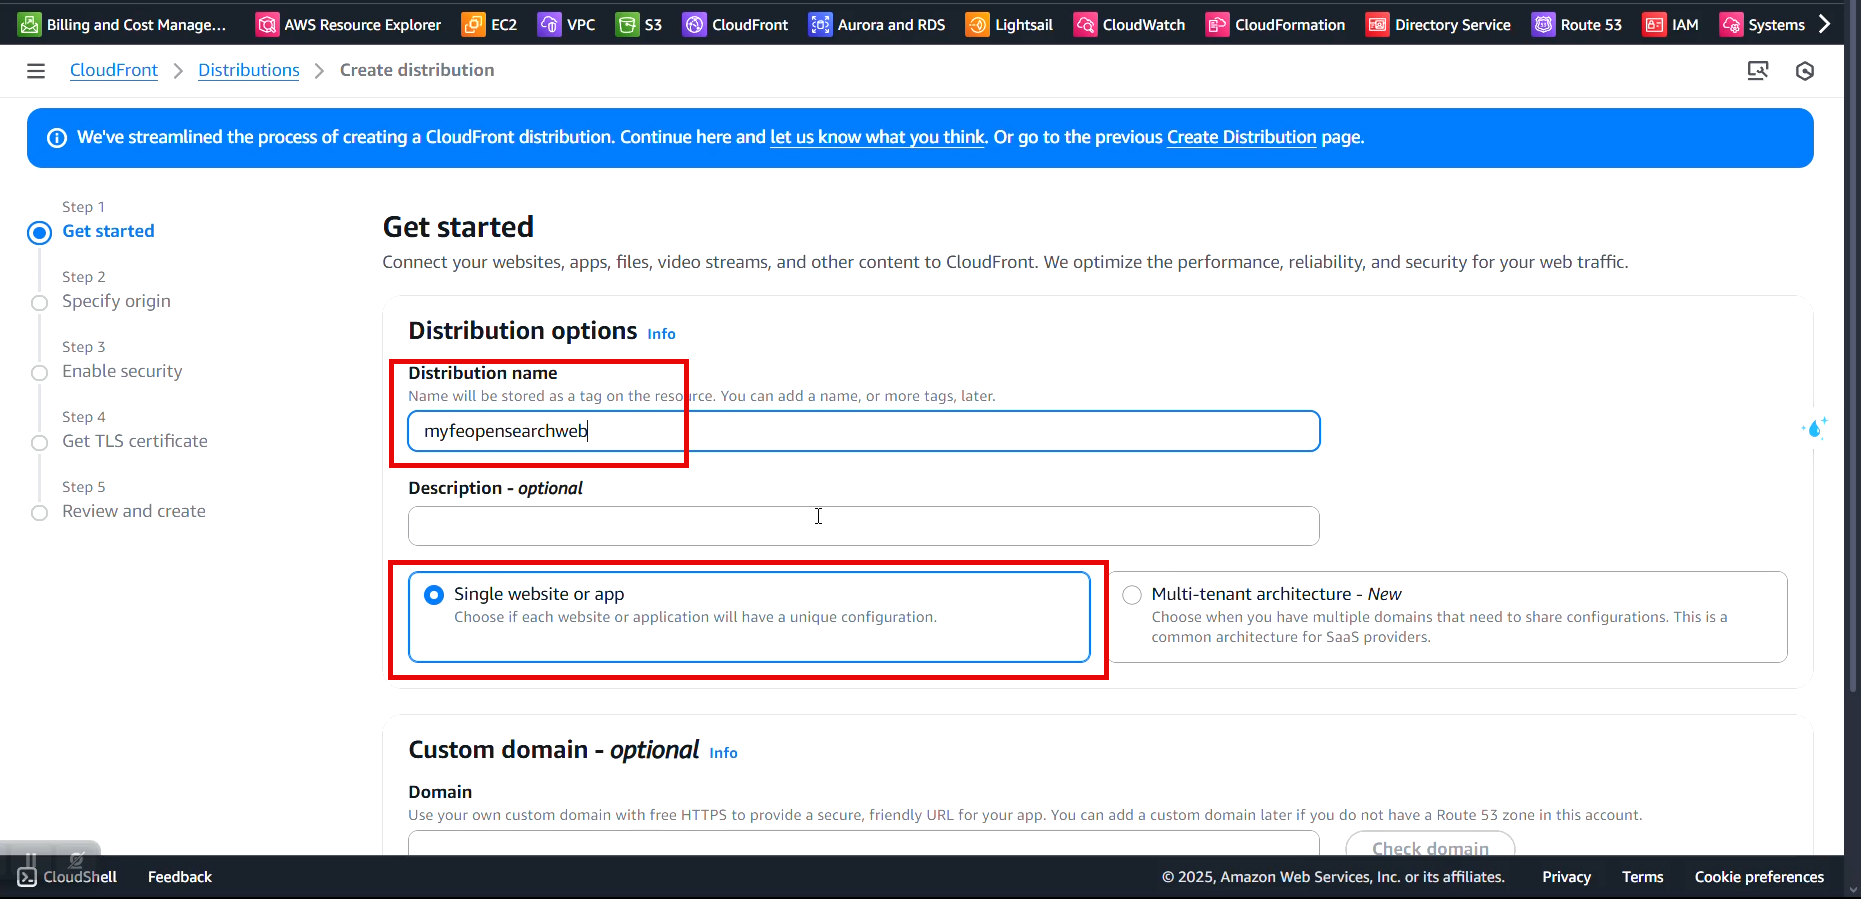 Billing and Cost Manage...
AWS Resource Explorer
EC2
VPC
S3
CloudFront
Aurora and RDS
Lightsail
CloudWatch
CloudFormation
Directory Service
Route 53
IAM
Systems
CloudFront
Distributions
Create distribution
We've streamlined the process of creating a CloudFront distribution. Continue here and let us know what you think. Or go to the previous Create Distribution page.
Step 1
Get started
Step 2
Specify origin
Step 3
Enable security
Step 4
Get TLS certificate
Step 5
Review and create
Get started
Connect your websites, apps, files, video streams, and other content to CloudFront. We optimize the performance, reliability, and security for your web traffic.
Distribution options Info
Distribution name
Name will be stored as a tag on the resource. You can add a name, or more tags, later.
myfeopensearchweb
Description - optional
Single website or app
Choose if each website or application will have a unique configuration.
Multi-tenant architecture - New
Choose when you have multiple domains that need to share configurations. This is a
common architecture for SaaS providers.
Custom domain - optional Info
Domain
Use your own custom domain with free HTTPS to provide a secure, friendly URL for your app. You can add a custom domain later if you do not have a Route 53 zone in this account.
Check domain
CloudShell
Feedback
© 2025, Amazon Web Services, Inc. or its affiliates.
Privacy
Terms
Cookie preferences